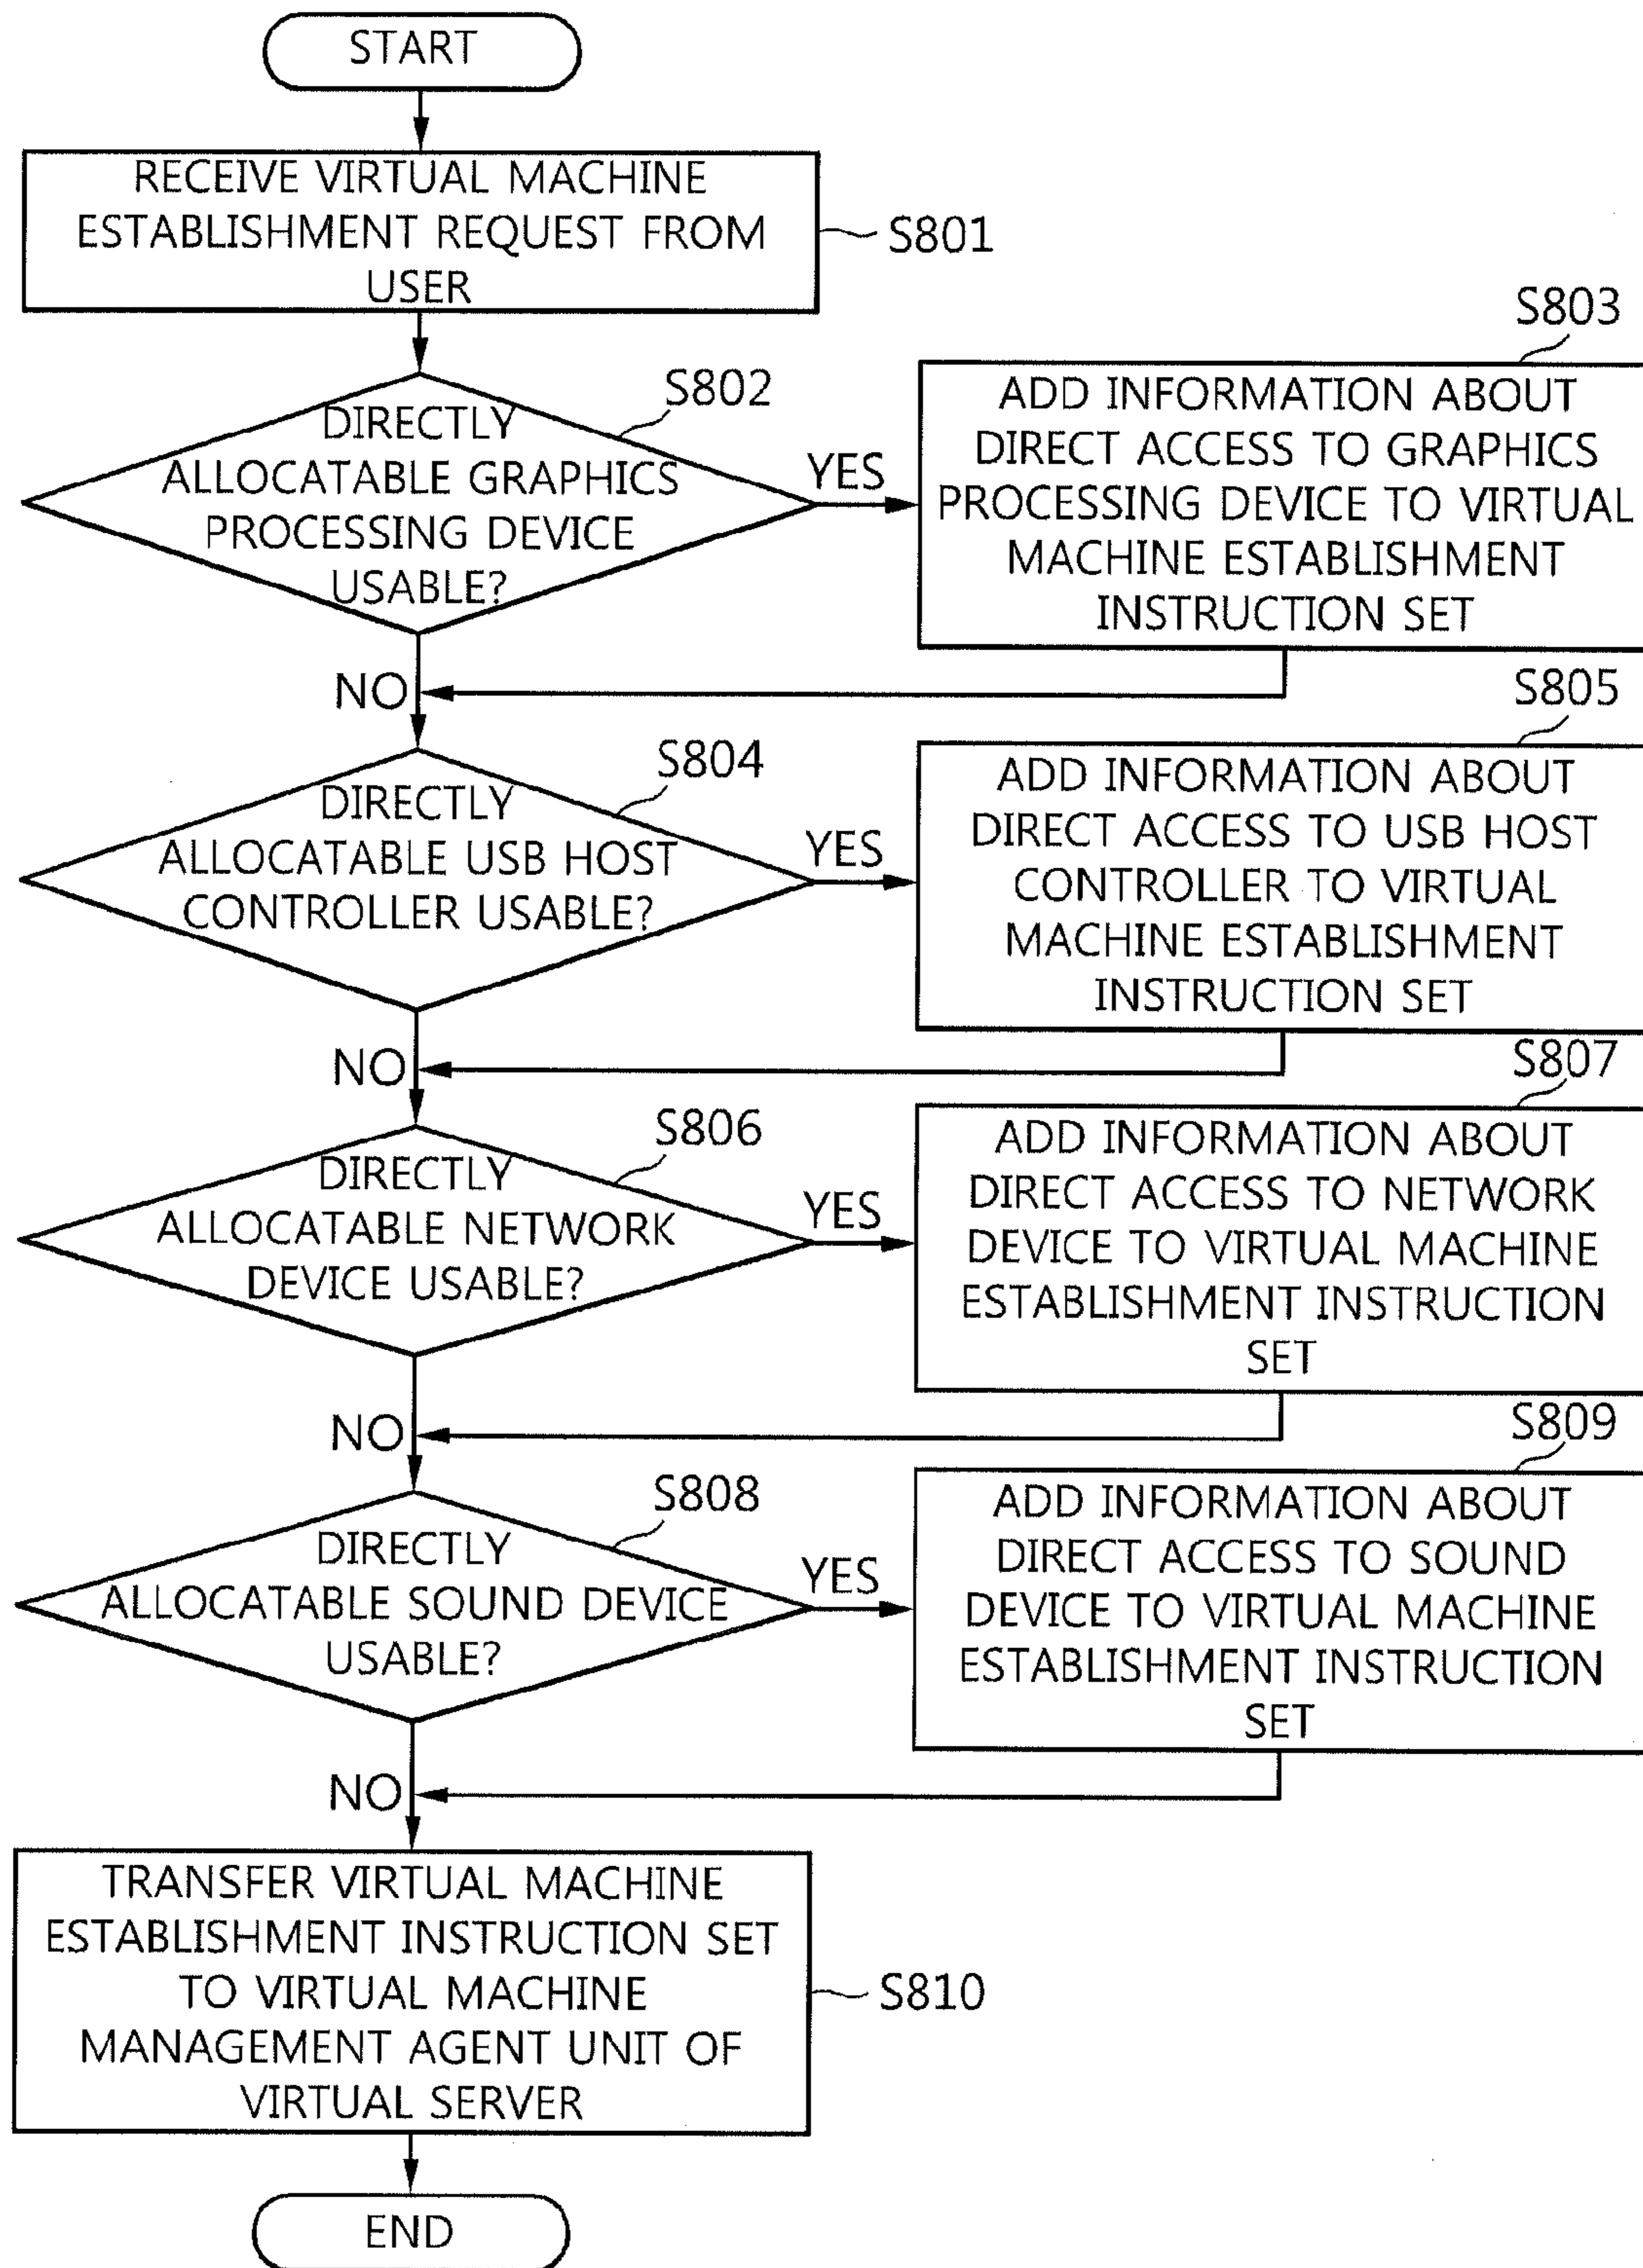 START
RECEIVE VIRTUAL MACHINE
ESTABLISHMENT REQUEST FROM
USER
S801
S802
DIRECTLY
ALLOCATABLE GRAPHICS
PROCESSING DEVICE
USABLE?
YES
NO
S803
ADD INFORMATION ABOUT
DIRECT ACCESS TO GRAPHICS
PROCESSING DEVICE TO VIRTUAL
MACHINE ESTABLISHMENT
INSTRUCTION SET
S804
DIRECTLY
ALLOCATABLE USB HOST
CONTROLLER USABLE?
YES
NO
S805
ADD INFORMATION ABOUT
DIRECT ACCESS TO USB HOST
CONTROLLER TO VIRTUAL
MACHINE ESTABLISHMENT
INSTRUCTION SET
S806
DIRECTLY
ALLOCATABLE NETWORK
DEVICE USABLE?
YES
NO
S807
ADD INFORMATION ABOUT
DIRECT ACCESS TO NETWORK
DEVICE TO VIRTUAL MACHINE
ESTABLISHMENT INSTRUCTION
SET
S808
DIRECTLY
ALLOCATABLE SOUND DEVICE
USABLE?
YES
NO
S809
ADD INFORMATION ABOUT
DIRECT ACCESS TO SOUND
DEVICE TO VIRTUAL MACHINE
ESTABLISHMENT INSTRUCTION
SET
TRANSFER VIRTUAL MACHINE
ESTABLISHMENT INSTRUCTION SET
TO VIRTUAL MACHINE
MANAGEMENT AGENT UNIT OF
VIRTUAL SERVER
S810
END